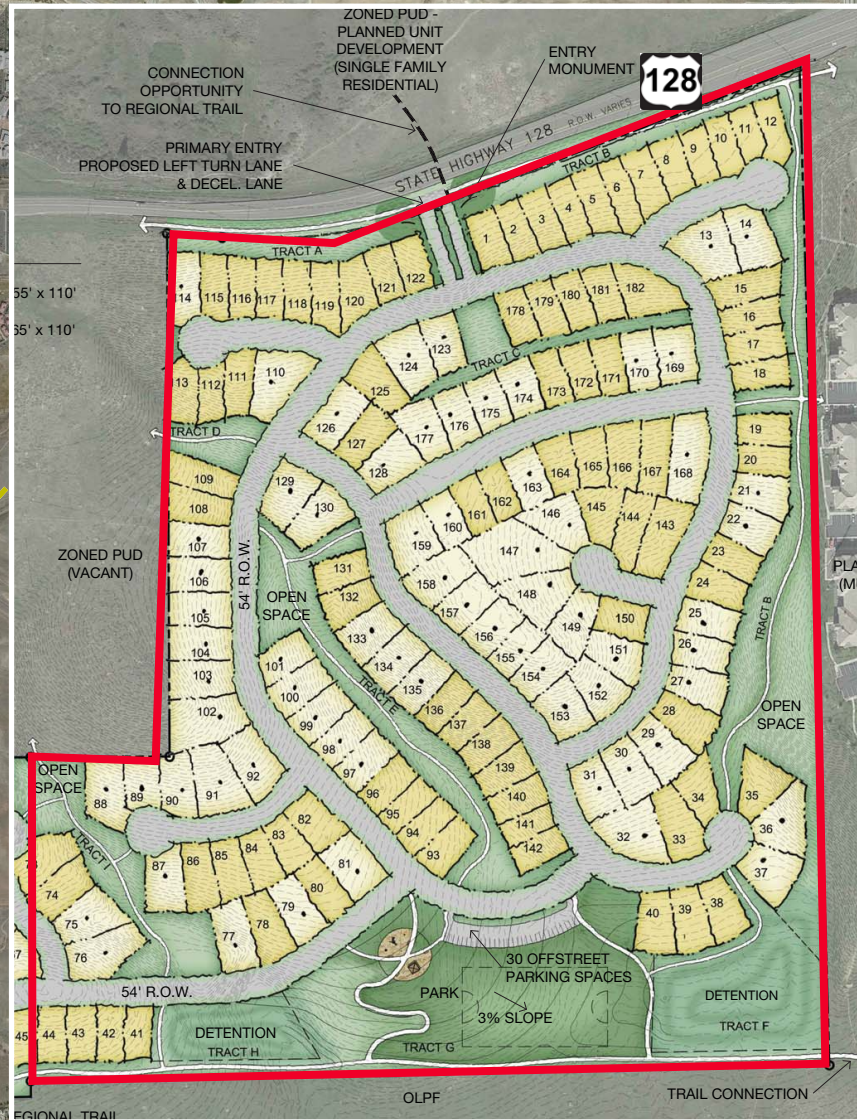 ZONED PUD -
PLANNED UNIT
DEVELOPMENT
(SINGLE FAMILY
RESIDENTIAL)
ENTRY
MONUMENT
128
CONNECTION
OPPORTUNITY
TO REGIONAL TRAIL
PRIMARY ENTRY
PROPOSED LEFT TURN LANE
& DECEL. LANE
STATE HIGHWAY 128 R.O.W. VARIES
TRACT B
1 2 3 4 5 6 7 8 9 10 11 12
13 14
TRACT A
114 115 116 117 118 119 120 121 122
55' x 110'
65' x 110'
15
16
17
18
178 179 180 181 182
123
124
TRACT C
125
110
111
112
13
126
127
128
177 176 175 174 173 172 171 170 169
TRACT D
19
20
21
22
23
24
25
26
27
28
29
30
31
32
33
34
109
108
107
106
105
104
103
102
129
130
159 160 161 162 163 164 165 166 167 168
158
157
156
155
154
153
152
151
150
149
148
147
146
145
144
143
ZONED PUD
(VACANT)
54' R.O.W.
OPEN
SPACE
131
132
133
134
135
136
137
138
139
140
141
142
TRACT E
101
100
99
98
97
96
95
94
93
TRACT B
OPEN
SPACE
OPEN
SPACE
88 89 90 91 92
87 86 85 84 83 82
81
80
79
78
77
TRACT I
74
75
76
35
36
37
38
39
40
30 OFFSTREET
PARKING SPACES
PARK
3% SLOPE
54' R.O.W.
45 44 43 42 41
DETENTION
TRACT H
TRACT G
DETENTION
TRACT F
OLPF
TRAIL CONNECTION
EGIONAL TRAIL